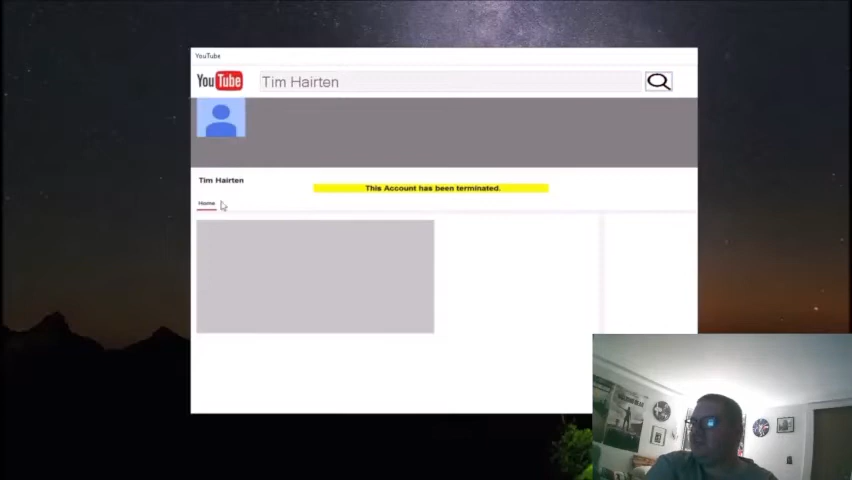 YouTube
YouTube
Tim Hairten
Tim Hairten
This Account has been terminated.
Home